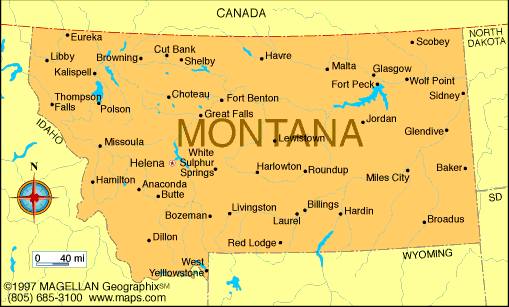 CANADA
NORTH
DAKOTA
Eureka
Scobey
Libby
Browning
Cut Bank
Shelby
Havre
Malta
Glasgow
Kalispell
Fort Peck
Wolf Point
Sidney
Thompson
Falls
Polson
Choteau
Fort Benton
Great Falls
Jordan
IDAHO
MONTANA
Glendive
Missoula
Lewistown
Helena
White
Sulphur
Springs
Harlowton
Roundup
Miles City
Baker
N
Hamilton
Anaconda
Butte
SD
Bozeman
Livingston
Billings
Laurel
Hardin
Broadus
Dillon
Red Lodge
WYOMING
West
Yellowstone
0 40 mi
©1997 MAGELLAN Geographix℠
(805) 685-3100 www.maps.com